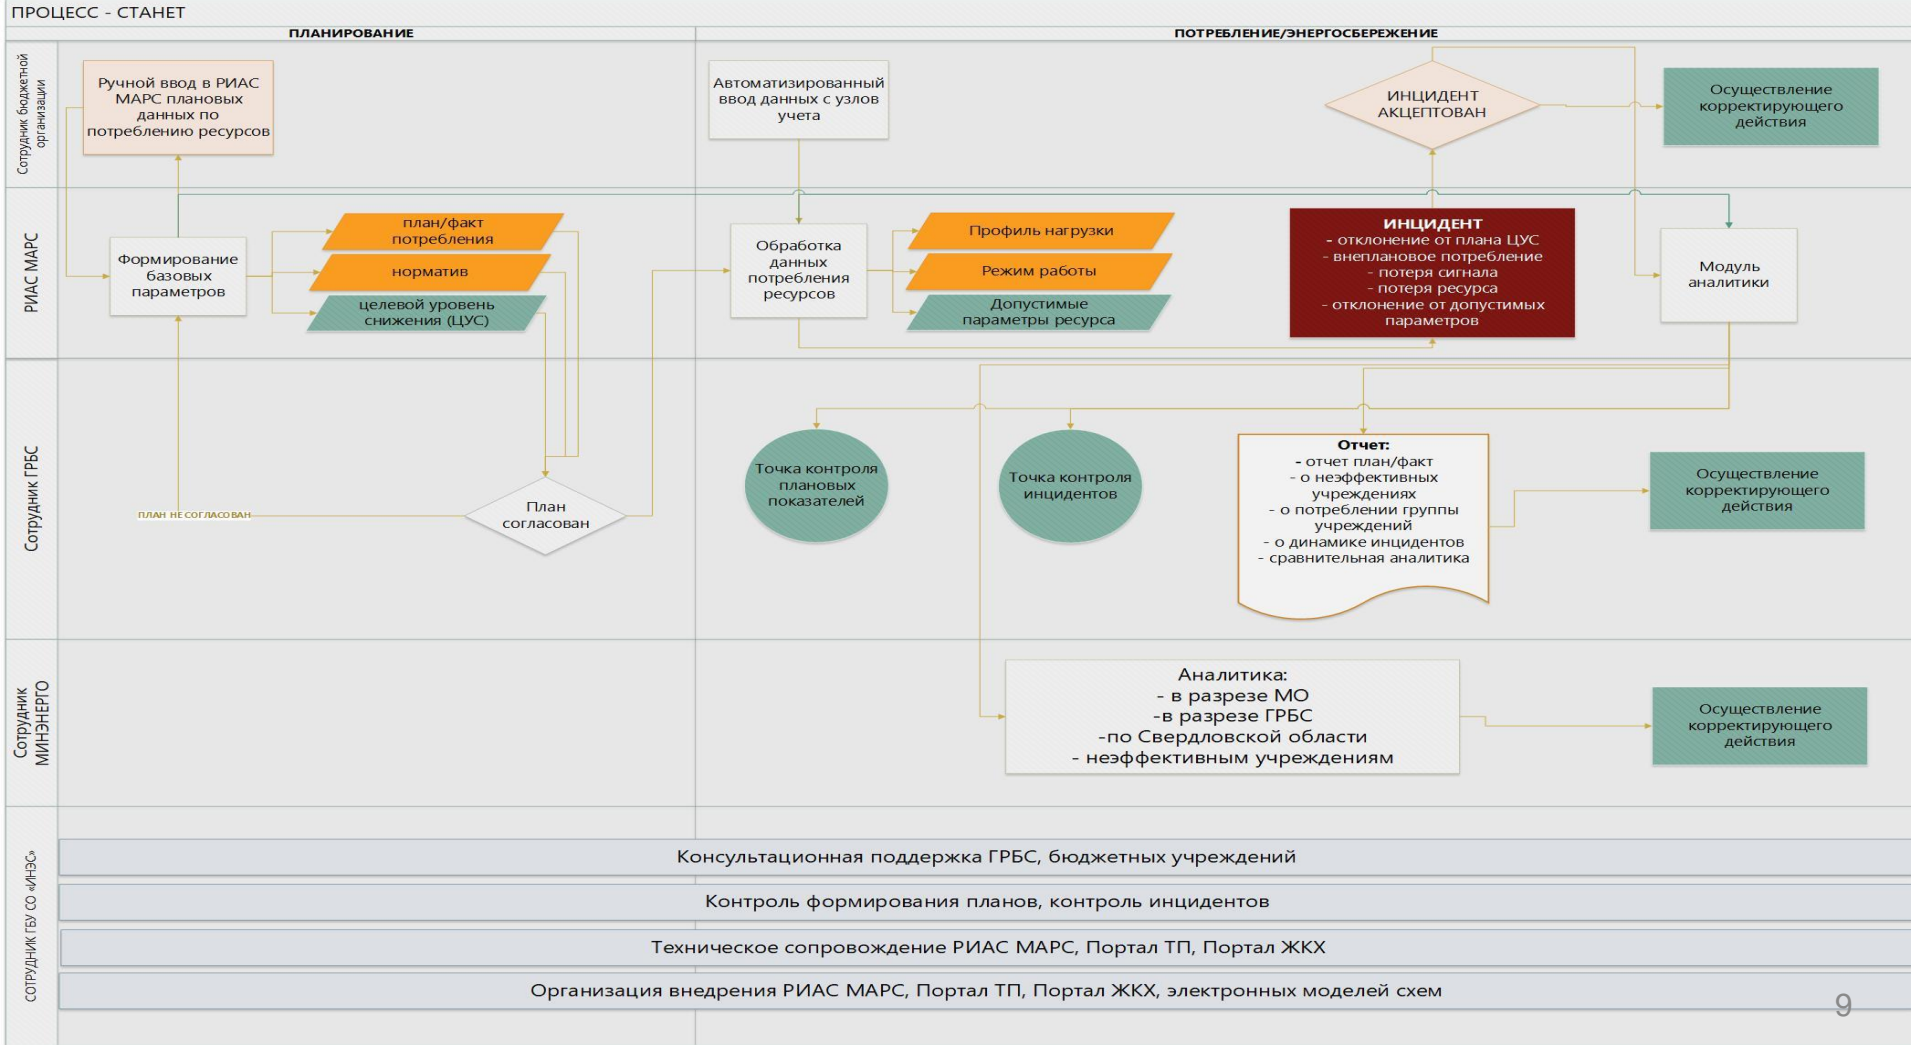 ПРОЦЕСС - СТАНЕТ
ПЛАНИРОВАНИЕ
ПОТРЕБЛЕНИЕ/ЭНЕРГОСБЕРЕЖЕНИЕ
Сотрудник бюджетной
организации
Ручной ввод в РИАС
МАРС плановых
данных по
потреблению ресурсов
Автоматизированный
ввод данных с узлов
учета
ИНЦИДЕНТ
АКЦЕПТОВАН
Осуществление
корректирующего
действия
РИАС МАРС
Формирование
базовых
параметров
план/факт
потребления
норматив
целевой уровень
снижения (ЦУС)
Обработка
данных
потребления
ресурсов
Профиль нагрузки
Режим работы
Допустимые
параметры ресурса
ИНЦИДЕНТ
- отклонение от плана ЦУС
- внеплановое потребление
- потеря сигнала
- потеря ресурса
- отклонение от допустимых
параметров
Модуль
аналитики
Сотрудник ГРБС
ПЛАН НЕ СОГЛАСОВАН
План
согласован
Точка контроля
плановых
показателей
Точка контроля
инцидентов
Отчет:
- отчет план/факт
- о неэффективных
учреждениях
- о потреблении группы
учреждений
- о динамике инцидентов
- сравнительная аналитика
Осуществление
корректирующего
действия
Сотрудник
МИНЭНЕРГО
Аналитика:
- в разрезе МО
-в разрезе ГРБС
-по Свердловской области
- неэффективным учреждениям
Осуществление
корректирующего
действия
СОТРУДНИК ГБУ СО «ИНЭС»
Консультационная поддержка ГРБС, бюджетных учреждений
Контроль формирования планов, контроль инцидентов
Техническое сопровождение РИАС МАРС, Портал ТП, Портал ЖКХ
Организация внедрения РИАС МАРС, Портал ТП, Портал ЖКХ, электронных моделей схем
9